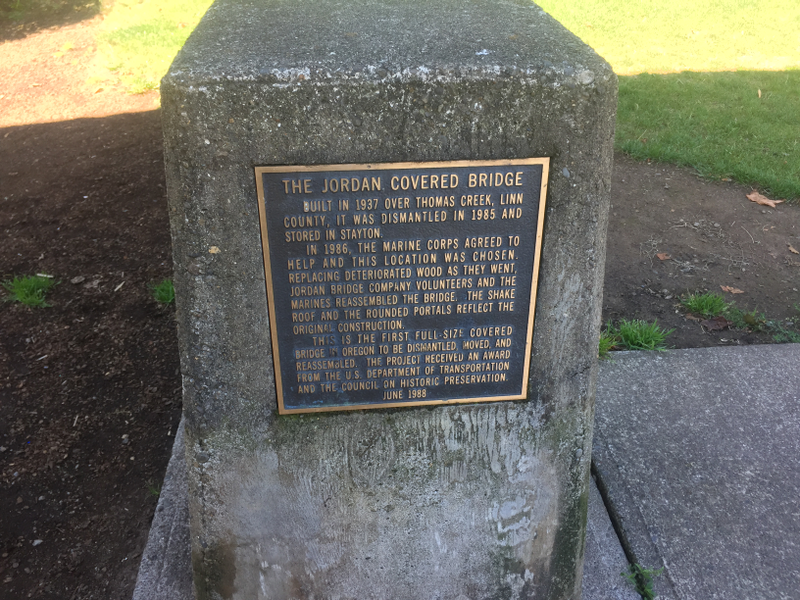 THE JORDAN COVERED BRIDGE
BUILT IN 1937 OVER THOMAS CREEK, LINN
COUNTY, IT WAS DISMANTLED IN 1985 AND
STORED IN STAYTON.
IN 1986, THE MARINE CORPS AGREED TO
HELP AND THIS LOCATION WAS CHOSEN.
REPLACING DETERIORATED WOOD AS THEY WENT,
JORDAN BRIDGE COMPANY VOLUNTEERS AND THE
MARINES REASSEMBLED THE BRIDGE. THE SHAKE
ROOF AND THE ROUNDED PORTALS REFLECT THE
ORIGINAL CONSTRUCTION.
THIS IS THE FIRST FULL-SIZE COVERED
BRIDGE IN OREGON TO BE DISMANTLED, MOVED, AND
REASSEMBLED. THE PROJECT RECEIVED AN AWARD
FROM THE U.S. DEPARTMENT OF TRANSPORTATION
AND THE COUNCIL ON HISTORIC PRESERVATION.
JUNE 1988